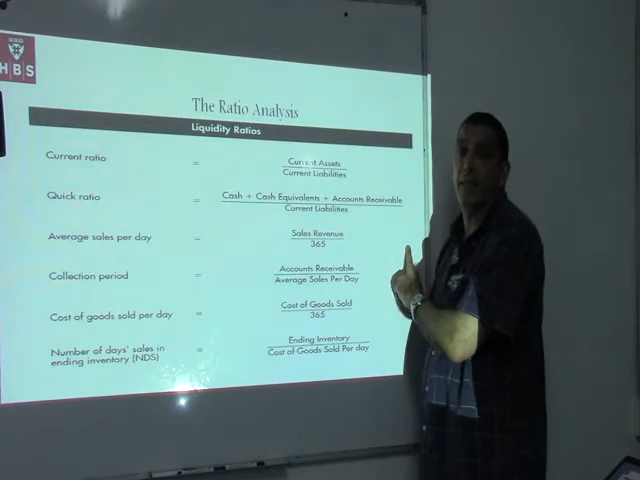 HBS
The Ratio Analysis
Liquidity Ratios
Current ratio = Current Assets
Current Liabilities
Quick ratio = Cash + Cash Equivalents + Accounts Receivable
Current Liabilities
Average sales per day = Sales Revenue
365
Collection period = Accounts Receivable
Average Sales Per Day
Cost of goods sold per day = Cost of Goods Sold
365
Number of days' sales in
ending inventory (NDS) = Ending Inventory
Cost of Goods Sold Per day